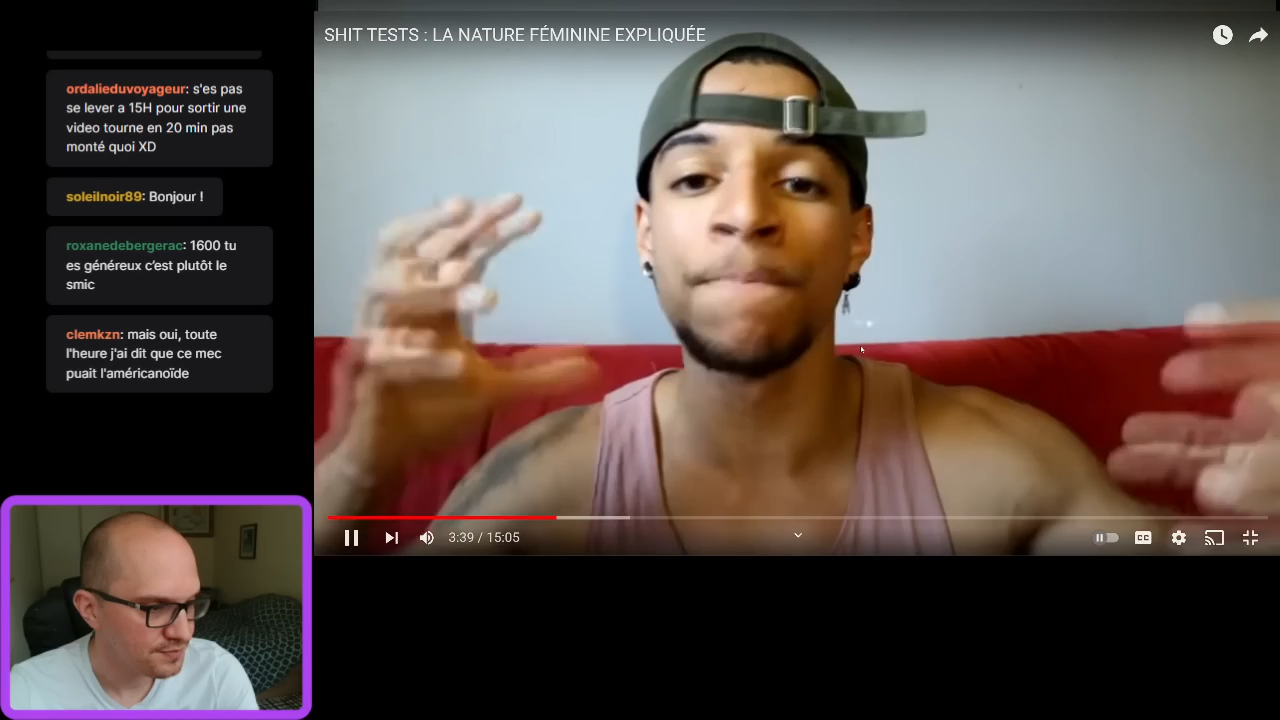 SHIT TESTS : LA NATURE FÉMININE EXPLIQUÉE
ordalieduvoyageur: s'es pas
se lever a 15H pour sortir une
video tourne en 20 min pas
monté quoi XD
soleilnoir89: Bonjour !
roxanedebergerac: 1600 tu
es généreux c'est plutôt le
smic
clemkzn: mais oui, toute
l'heure j'ai dit que ce mec
puait l'américanoïde
3:39 / 15:05
CC